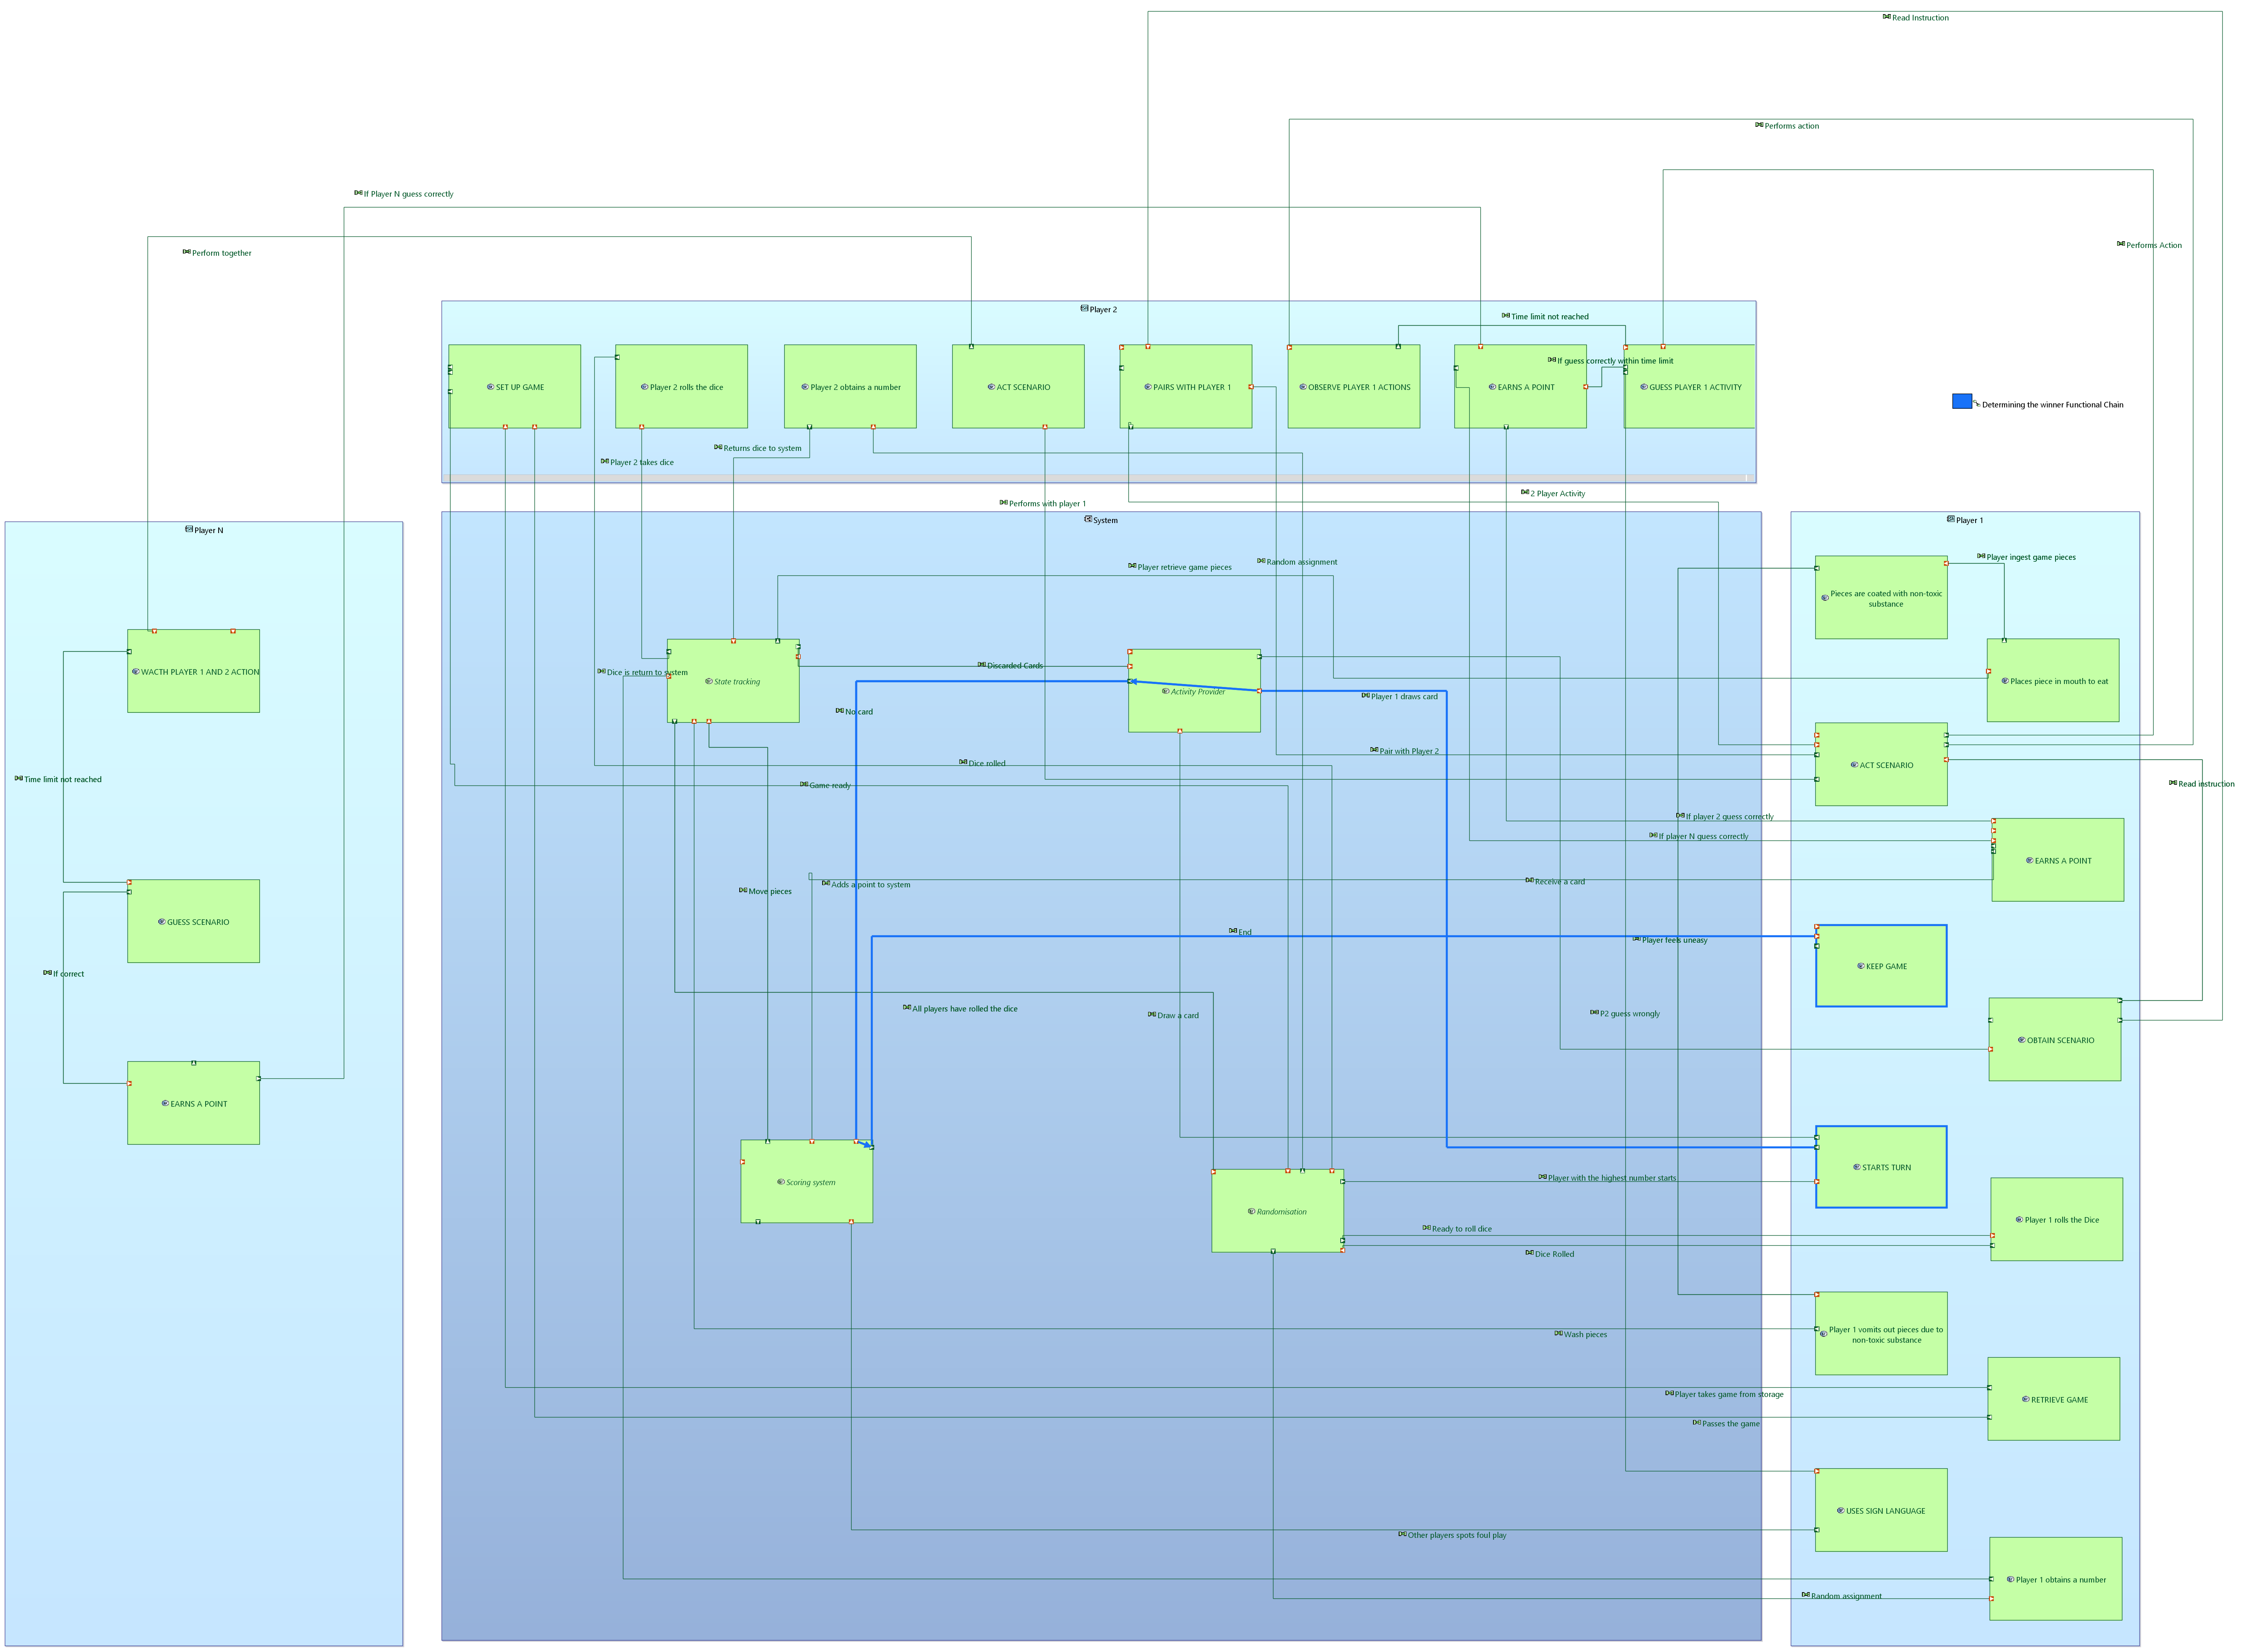 Read Instruction
Performs action
If Player N guess correctly
Performs Action
Perform together
Player 2
Time limit not reached
If guess correctly within time limit
SET UP GAME
Player 2 rolls the dice
Player 2 obtains a number
ACT SCENARIO
PAIRS WITH PLAYER 1
OBSERVE PLAYER 1 ACTIONS
EARNS A POINT
GUESS PLAYER 1 ACTIVITY
Determining the winner Functional Chain
Returns dice to system
Player 2 takes dice
2 Player Activity
Performs with player 1
Player N
System
Player 1
Player ingest game pieces
Random assignment
Player retrieve game pieces
Pieces are coated with non-toxic
substance
WACTH PLAYER 1 AND 2 ACTION
Dice is return to system
State tracking
Discarded Cards
Activity Provider
Player 1 draws card
Places piece in mouth to eat
No card
Pair with Player 2
Dice rolled
ACT SCENARIO
Time limit not reached
Game ready
Read instruction
If player 2 guess correctly
If player N guess correctly
EARNS A POINT
Adds a point to system
Receive a card
Move pieces
GUESS SCENARIO
End
Player feels uneasy
KEEP GAME
If correct
All players have rolled the dice
Draw a card
P2 guess wrongly
OBTAIN SCENARIO
EARNS A POINT
STARTS TURN
Scoring system
Player with the highest number starts
Randomisation
Player 1 rolls the Dice
Ready to roll dice
Dice Rolled
Wash pieces
Player 1 vomits out pieces due to
non-toxic substance
Player takes game from storage
RETRIEVE GAME
Passes the game
USES SIGN LANGUAGE
Other players spots foul play
Player 1 obtains a number
Random assignment